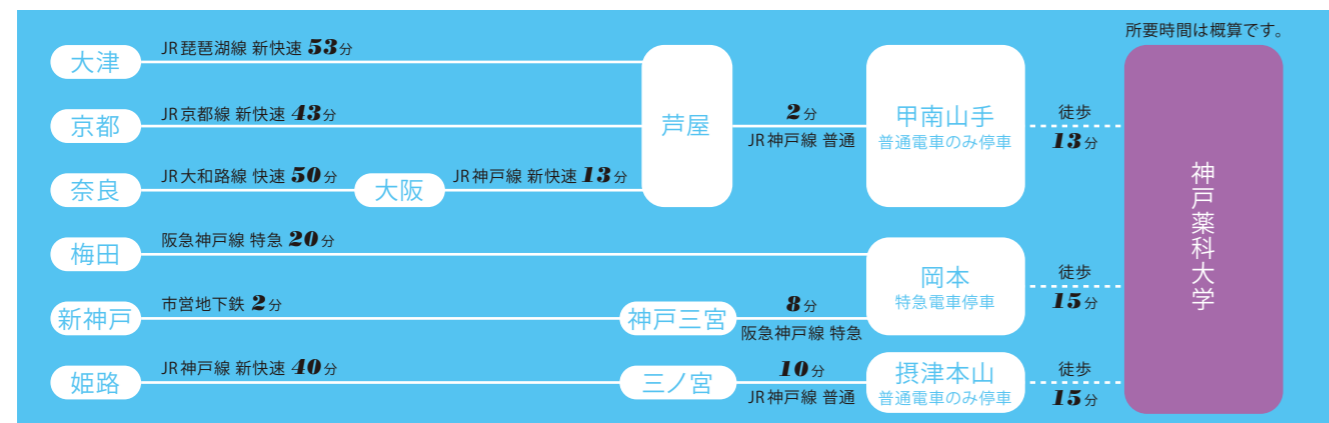 所要時間は概算です。
大津
JR琵琶湖線 新快速 53分
京都
JR京都線 新快速 43分
奈良
JR大和路線 快速 50分
大阪
JR神戸線 新快速 13分
芦屋
2分
JR神戸線 普通
甲南山手
普通電車のみ停車
徒歩
13分
梅田
阪急神戸線 特急 20分
新神戸
市営地下鉄 2分
神戸三宮
8分
阪急神戸線 特急
岡本
特急電車停車
徒歩
15分
姫路
JR神戸線 新快速 40分
三ノ宮
10分
JR神戸線 普通
摂津本山
普通電車のみ停車
徒歩
15分
神戸薬科大学